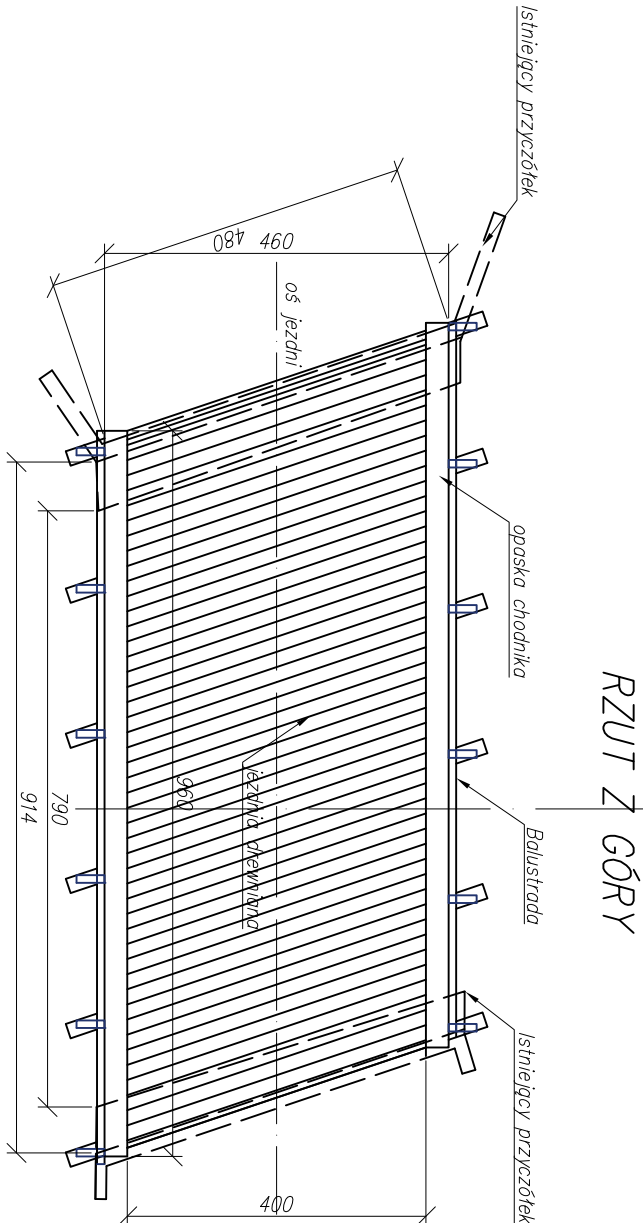 RZUT Z GÓRY
Istniejący przyczółek
opaska chodnika
Balustrada
Istniejący przyczółek
460
480
oś jezdni
jezdnia drewniana
960
790
914
400